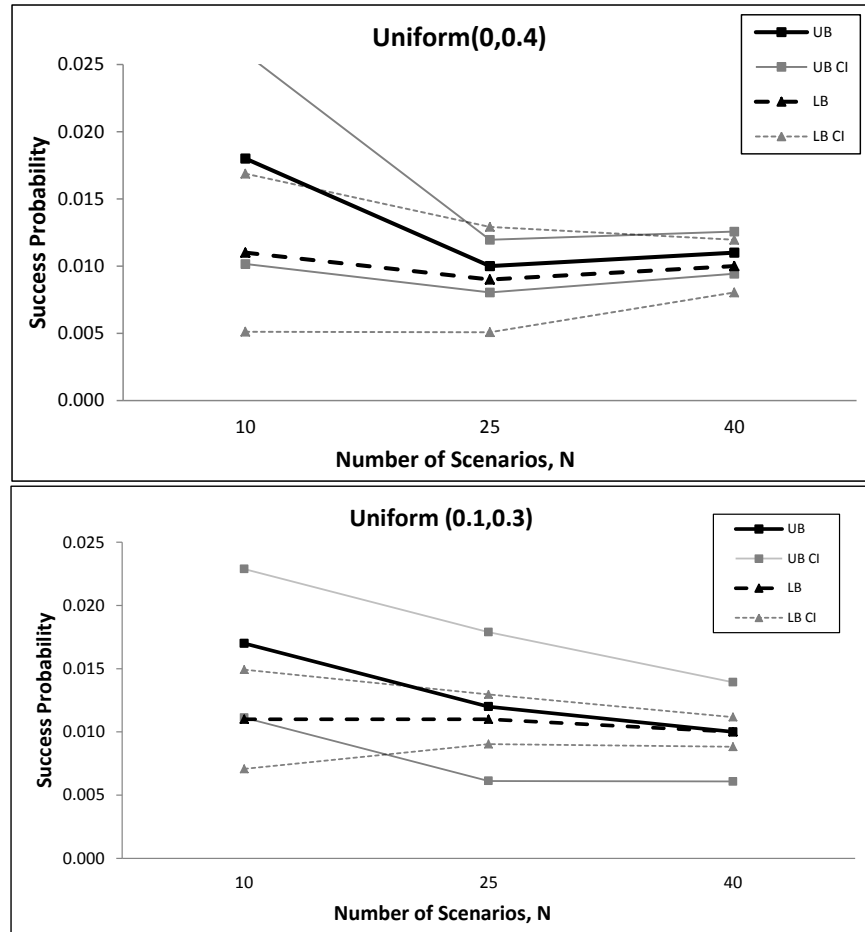 Uniform(0,0.4)
UB
UB CI
LB
LB CI
0.025
0.020
0.015
0.010
0.005
0.000
Success Probability
10
25
40
Number of Scenarios, N
Uniform (0.1,0.3)
UB
UB CI
LB
LB CI
0.025
0.020
0.015
0.010
0.005
0.000
Success Probability
10
25
40
Number of Scenarios, N